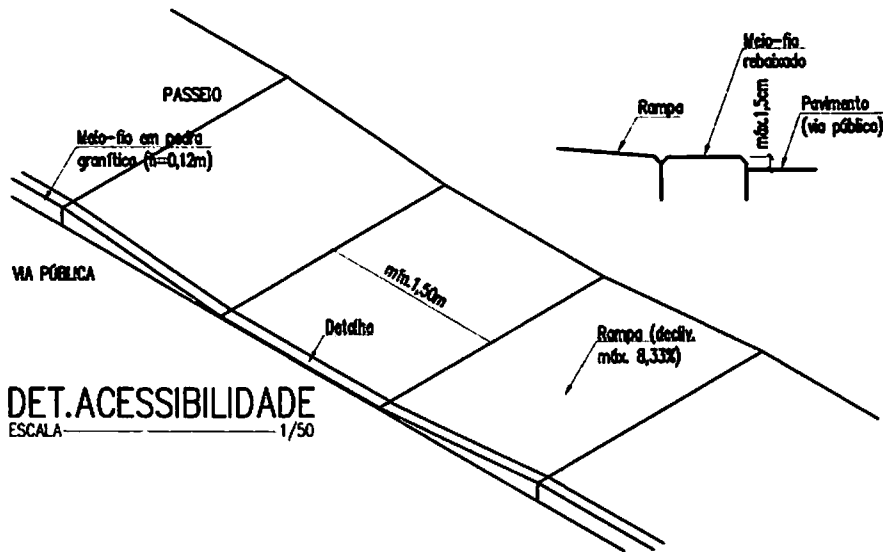 PASSEIO
Meio-fio em pedra
granítica (h=0,12m)
VIA PÚBLICA
mín.1,50m
Detalhe
Rampa (decliv.
máx. 8,33%)
Meio-fio
rebaixado
Rampa
máx.1,5cm
Pavimento
(via pública)
DET.ACESSIBILIDADE
ESCALA 1/50